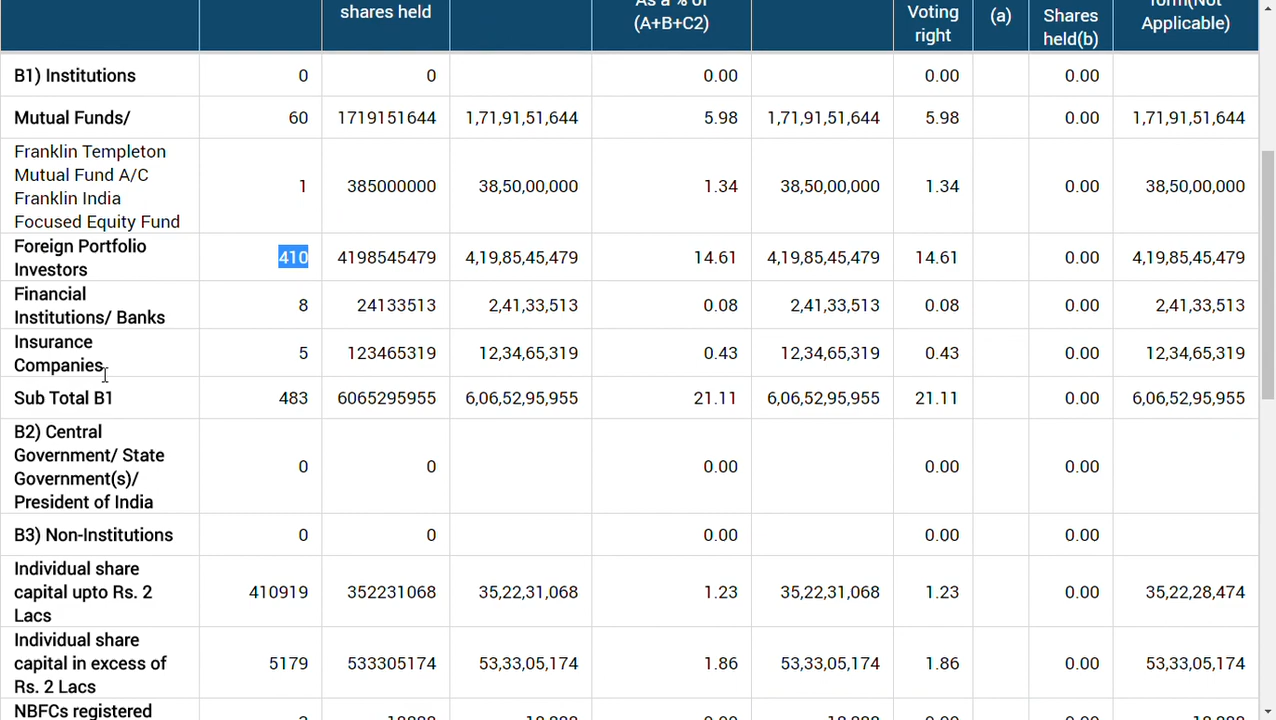 shares held
As a % of
(A+B+C2)
Voting
right
(a)
Shares
held(b)
form(Not
Applicable)
B1) Institutions 0 0 0.00 0.00 0.00
Mutual Funds/ 60 1719151644 1,71,91,51,644 5.98 1,71,91,51,644 5.98 0.00 1,71,91,51,644
Franklin Templeton
Mutual Fund A/C
Franklin India
Focused Equity Fund
1 385000000 38,50,00,000 1.34 38,50,00,000 1.34 0.00 38,50,00,000
Foreign Portfolio
Investors
410 4198545479 4,19,85,45,479 14.61 4,19,85,45,479 14.61 0.00 4,19,85,45,479
Financial
Institutions/ Banks
8 24133513 2,41,33,513 0.08 2,41,33,513 0.08 0.00 2,41,33,513
Insurance
Companies
5 123465319 12,34,65,319 0.43 12,34,65,319 0.43 0.00 12,34,65,319
Sub Total B1 483 6065295955 6,06,52,95,955 21.11 6,06,52,95,955 21.11 0.00 6,06,52,95,955
B2) Central
Government/ State
Government(s)/
President of India
0 0 0.00 0.00 0.00
B3) Non-Institutions 0 0 0.00 0.00 0.00
Individual share
capital upto Rs. 2
Lacs
410919 352231068 35,22,31,068 1.23 35,22,31,068 1.23 0.00 35,22,28,474
Individual share
capital in excess of
Rs. 2 Lacs
5179 533305174 53,33,05,174 1.86 53,33,05,174 1.86 0.00 53,33,05,174
NBFCs registered